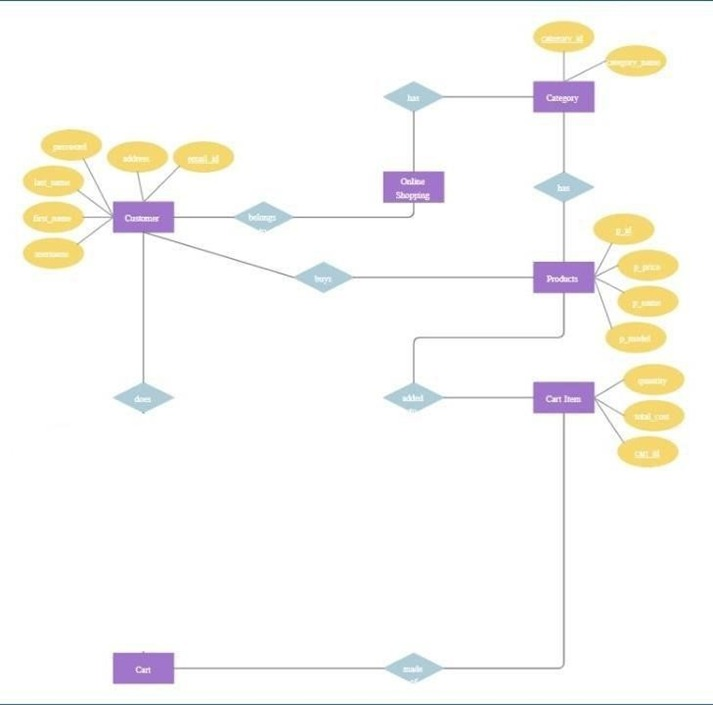 category_id
category_name
has
Category
password
address
email_id
Online
Shopping
last_name
has
first_name
Customer
belongs
p_id
p_price
buys
Products
p_name
p_model
quantity
does
added
Cart Item
total_cost
cart_id
Cart
made